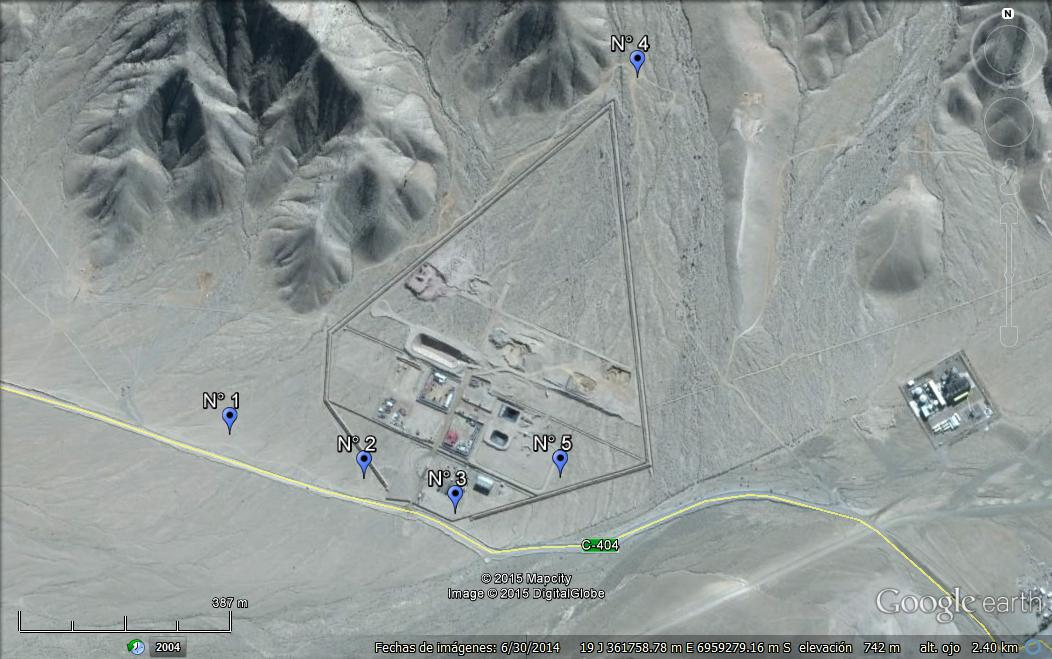 N
N° 4
N° 1
N° 2
N° 5
N° 3
C-404
© 2015 Mapcity
Image © 2015 DigitalGlobe
387 m
Google earth
2004
Fechas de imágenes: 6/30/2014 19 J 361758.78 m E 6959279.16 m S elevación 742 m alt. ojo 2.40 km